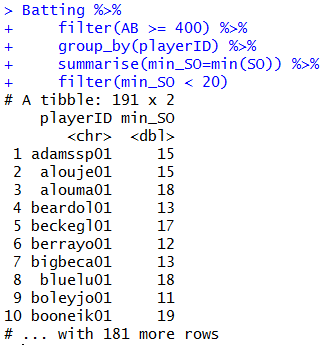 > Batting %>%
+     filter(AB >= 400) %>%
+     group_by(playerID) %>%
+     summarise(min_SO=min(SO)) %>%
+     filter(min_SO < 20)
# A tibble: 191 x 2
    playerID min_SO
       <chr>  <dbl>
 1 adamssp01     15
 2  alouje01     15
 3  alouma01     18
 4 beardol01     13
 5 beckegl01     17
 6 berrayo01     12
 7 bigbeca01     13
 8  bluelu01     18
 9 boleyjo01     11
10 booneik01     19
# ... with 181 more rows